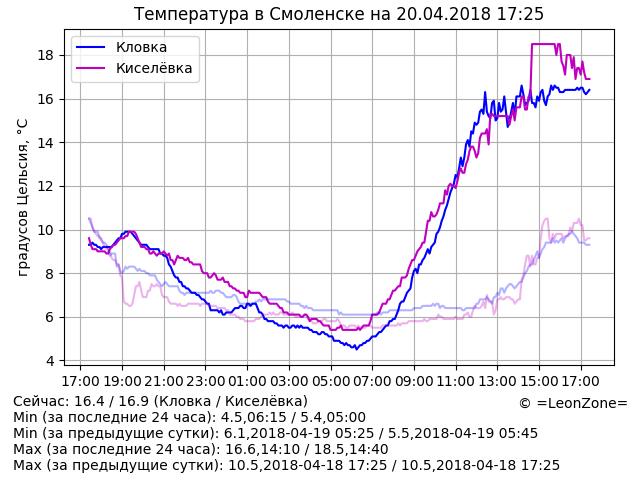 Температура в Смоленске на 20.04.2018 17:25
Кловка
Киселёвка
градусов Цельсия, °C
18
16
14
12
10
8
6
4
17:00 19:00 21:00 23:00 01:00 03:00 05:00 07:00 09:00 11:00 13:00 15:00 17:00
Сейчас: 16.4 / 16.9 (Кловка / Киселёвка)
© =LeonZone=
Min (за последние 24 часа): 4.5,06:15 / 5.4,05:00
Min (за предыдущие сутки): 6.1,2018-04-19 05:25 / 5.5,2018-04-19 05:45
Max (за последние 24 часа): 16.6,14:10 / 18.5,14:40
Max (за предыдущие сутки): 10.5,2018-04-18 17:25 / 10.5,2018-04-18 17:25